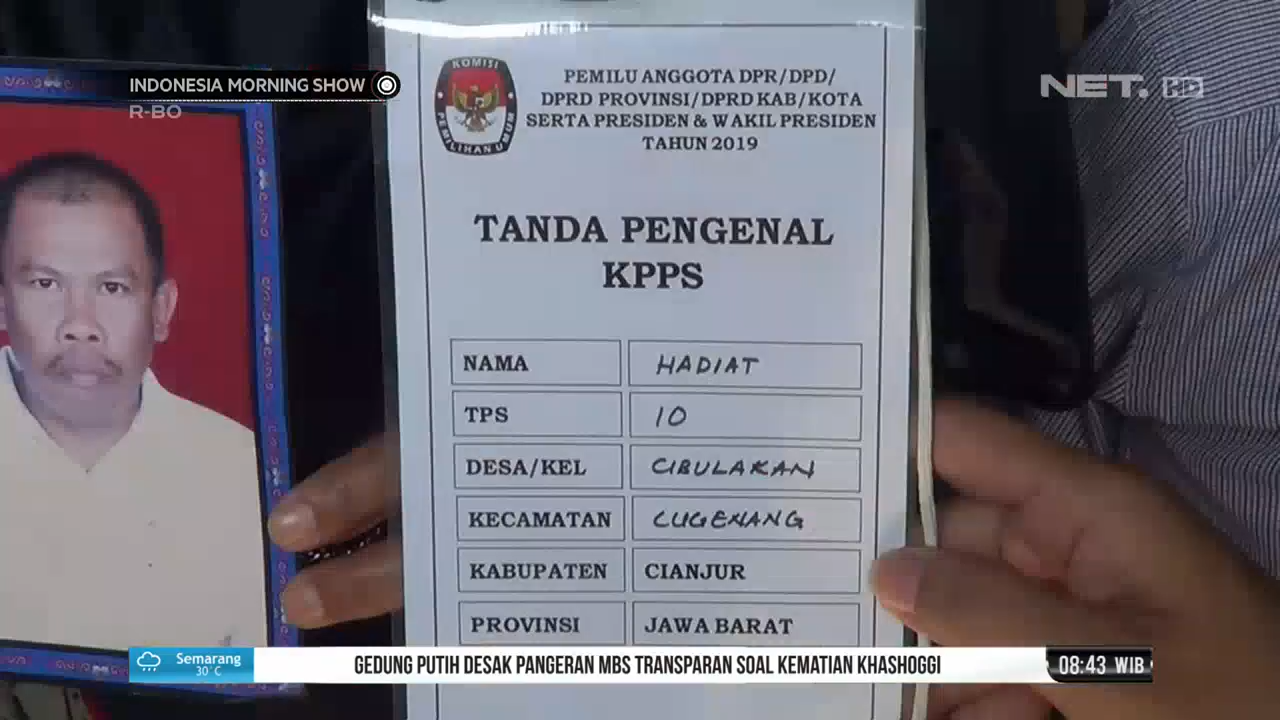 INDONESIA MORNING SHOW
R-BO
NET. HD
KOMISI
PEMILIHAN UMUM
PEMILU ANGGOTA DPR/DPD/
DPRD PROVINSI/DPRD KAB/KOTA
SERTA PRESIDEN & WAKIL PRESIDEN
TAHUN 2019
TANDA PENGENAL
KPPS
NAMA HADIAT
TPS 10
DESA/KEL CIBULAKAN
KECAMATAN CUGENANG
KABUPATEN CIANJUR
PROVINSI JAWA BARAT
Semarang
30°C
GEDUNG PUTIH DESAK PANGERAN MBS TRANSPARAN SOAL KEMATIAN KHASHOGGI
08:43 WIB